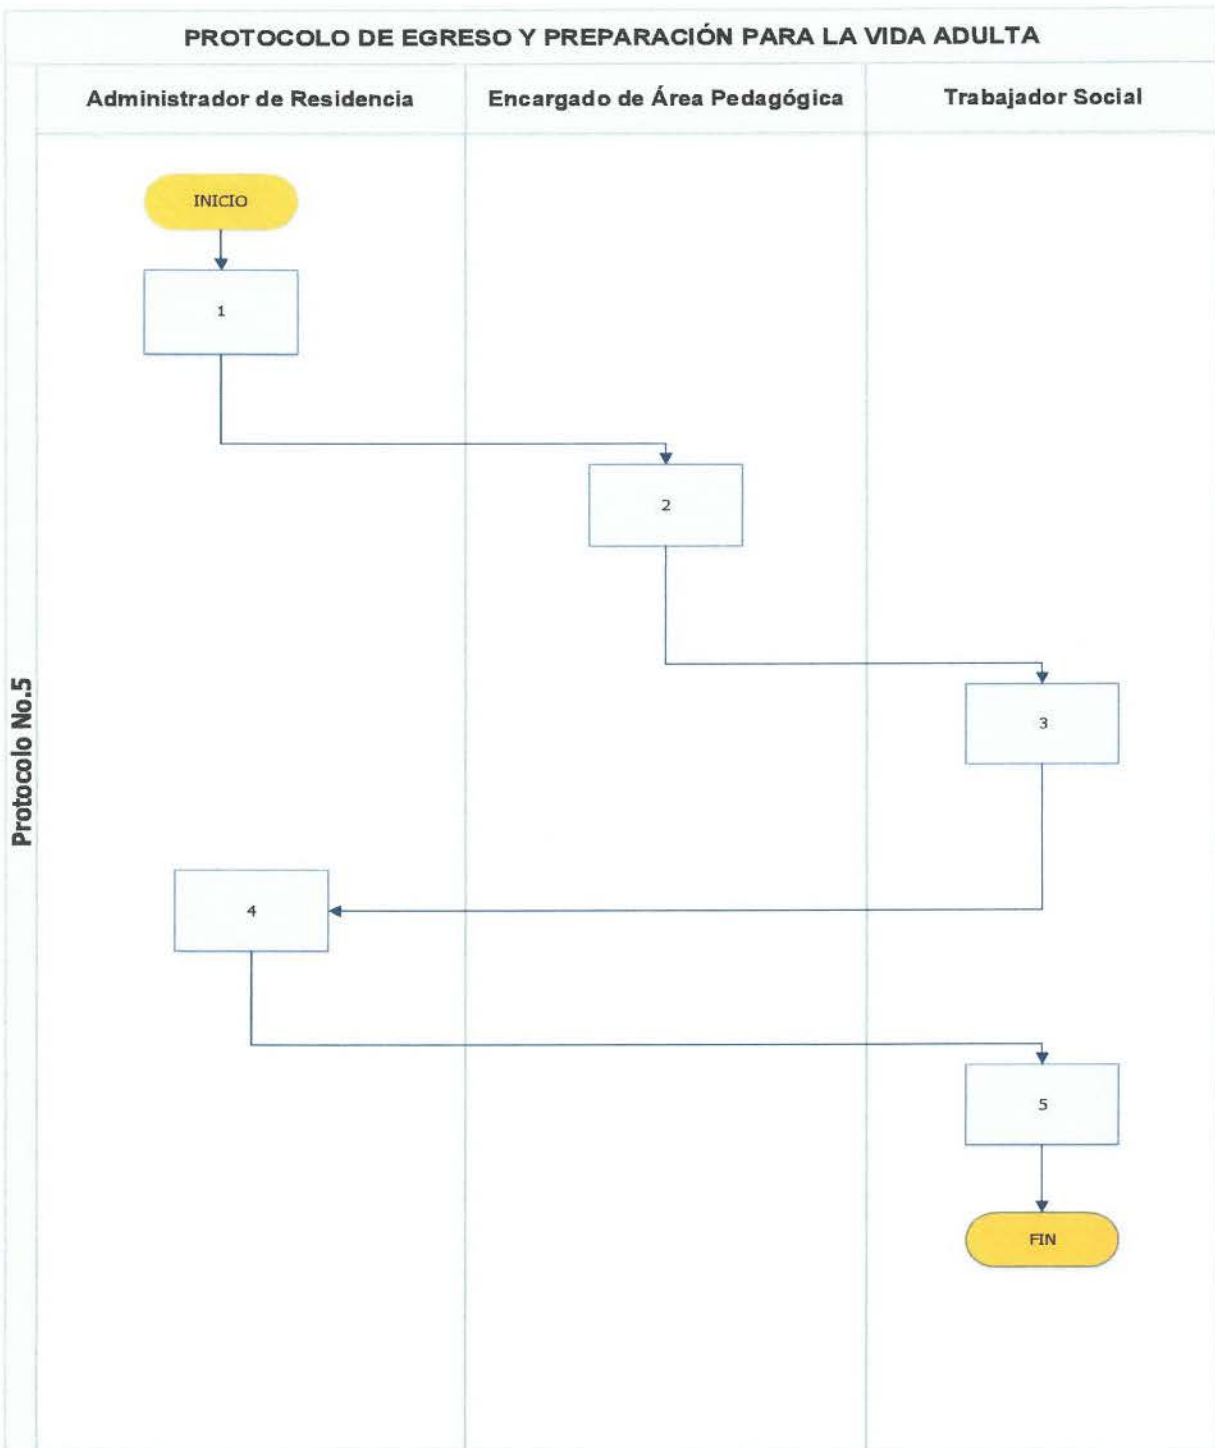 PROTOCOLO DE EGRESO Y PREPARACIÓN PARA LA VIDA ADULTA
Administrador de Residencia
Encargado de Área Pedagógica
Trabajador Social
Protocolo No.5
INICIO
1
2
3
4
5
FIN